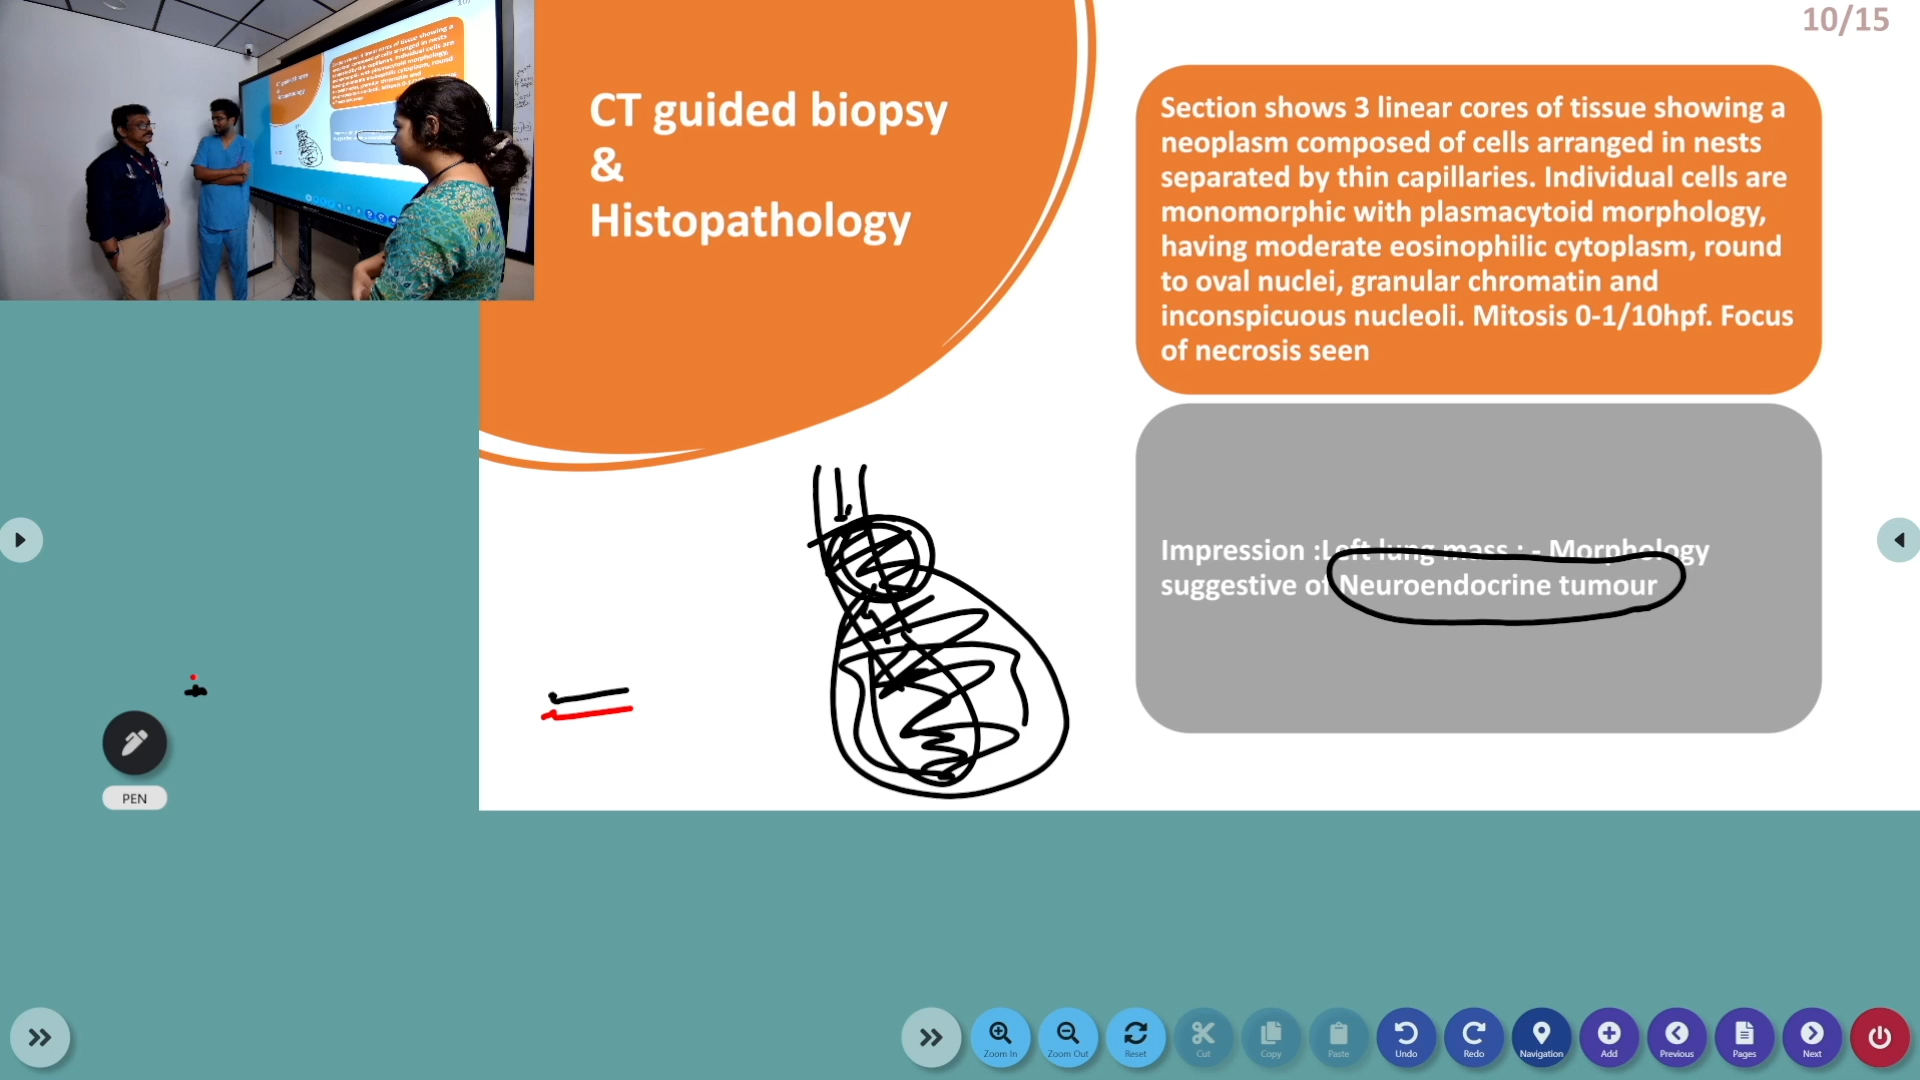 10/15
CT guided biopsy
&
Histopathology
Section shows 3 linear cores of tissue showing a
neoplasm composed of cells arranged in nests
separated by thin capillaries. Individual cells are
monomorphic with plasmacytoid morphology,
having moderate eosinophilic cytoplasm, round
to oval nuclei, granular chromatin and
inconspicuous nucleoli. Mitosis 0-1/10hpf. Focus
of necrosis seen
Impression :Left lung mass : - Morphology
suggestive of Neuroendocrine tumour
PEN
Zoom In
Zoom Out
Reset
Cut
Copy
Paste
Undo
Redo
Navigation
Add
Previous
Pages
Next